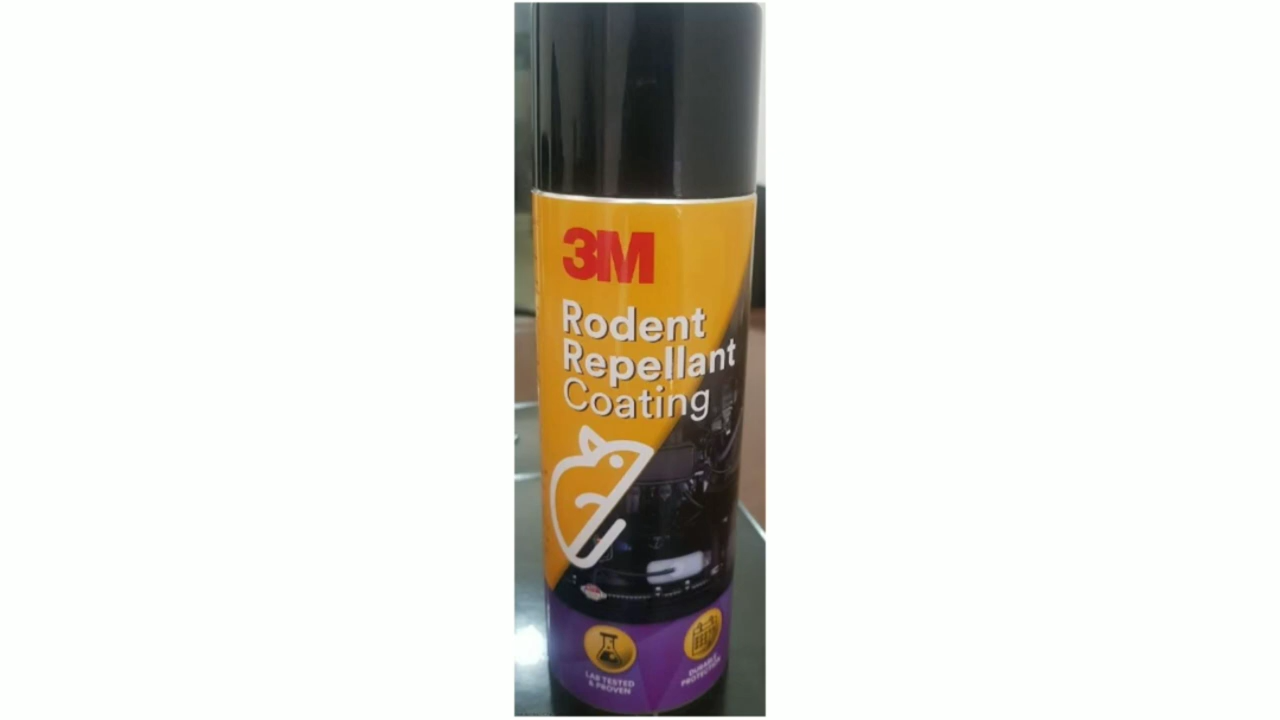 3M
Rodent
Repellant
Coating
LAB TESTED
& PROVEN
DURABLE
PROTECTION